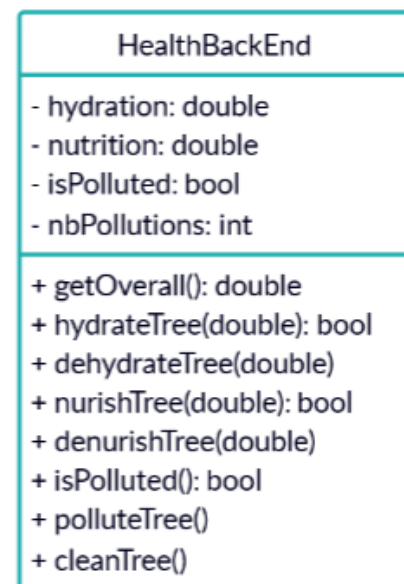 HealthBackEnd
- hydration: double
- nutrition: double
- isPolluted: bool
- nbPollutions: int
+ getOverall(): double
+ hydrateTree(double): bool
+ dehydrateTree(double)
+ nurishTree(double): bool
+ denurishTree(double)
+ isPolluted(): bool
+ polluteTree()
+ cleanTree()